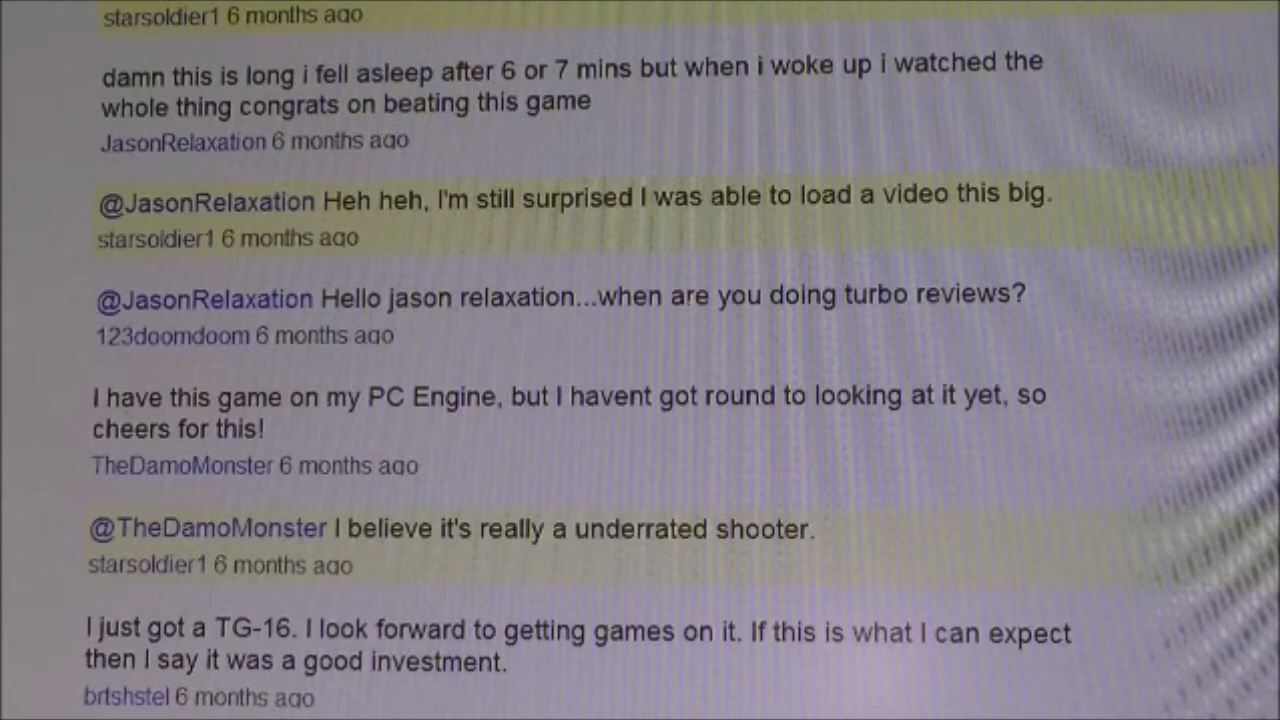 starsoldier1 6 months ago
damn this is long i fell asleep after 6 or 7 mins but when i woke up i watched the
whole thing congrats on beating this game
JasonRelaxation 6 months ago
@JasonRelaxation Heh heh, I'm still surprised I was able to load a video this big.
starsoldier1 6 months ago
@JasonRelaxation Hello jason relaxation...when are you doing turbo reviews?
123doomdoom 6 months ago
I have this game on my PC Engine, but I havent got round to looking at it yet, so
cheers for this!
TheDamoMonster 6 months ago
@TheDamoMonster I believe it's really a underrated shooter.
starsoldier1 6 months ago
I just got a TG-16. I look forward to getting games on it. If this is what I can expect
then I say it was a good investment.
brtshstel 6 months ago